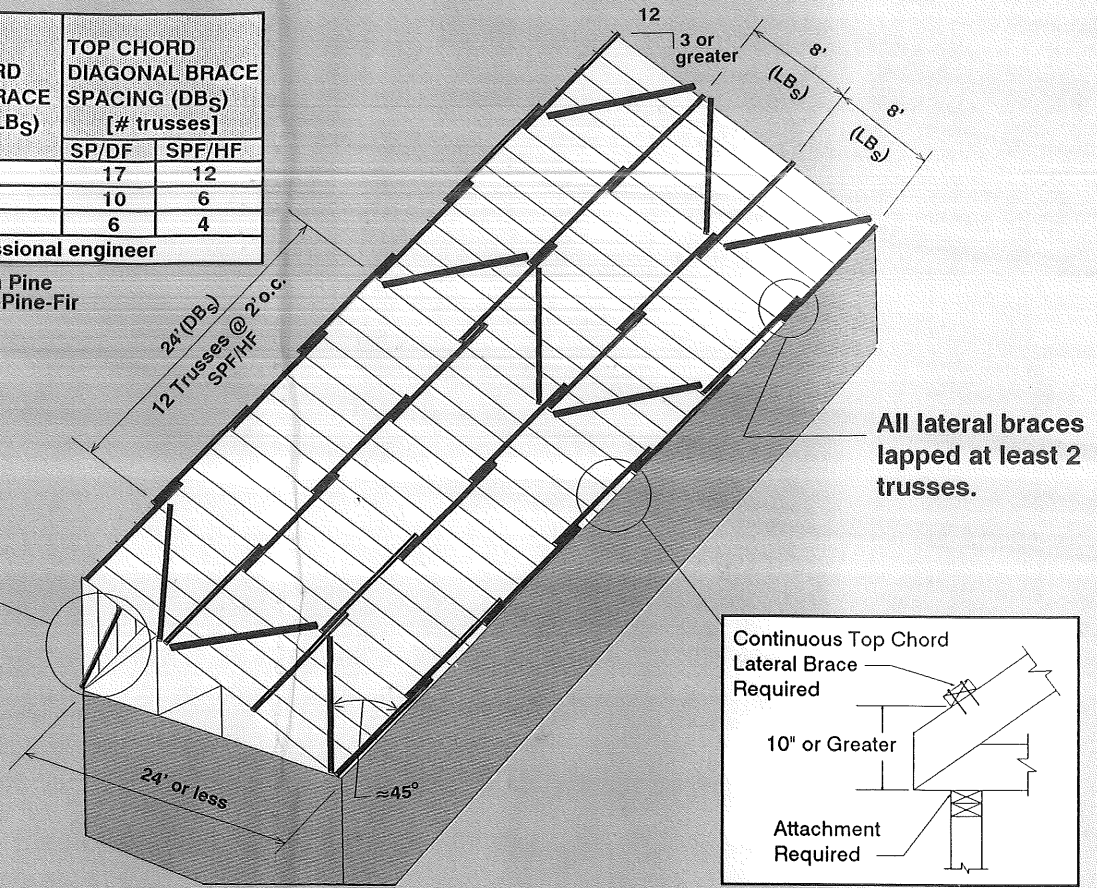 RD
RACE
LBS)
TOP CHORD
DIAGONAL BRACE
SPACING (DBS)
[# trusses]
SP/DF SPF/HF
17 12
10 6
6 4
ssional engineer
Pine
-Pine-Fir
12
3 or
greater
8'
(LBS)
8'
(LBS)
24'(DBS)
12 Trusses @ 2'o.c.
SPF/HF
All lateral braces
lapped at least 2
trusses.
24' or less
≈45°
Continuous Top Chord
Lateral Brace
Required
10" or Greater
Attachment
Required